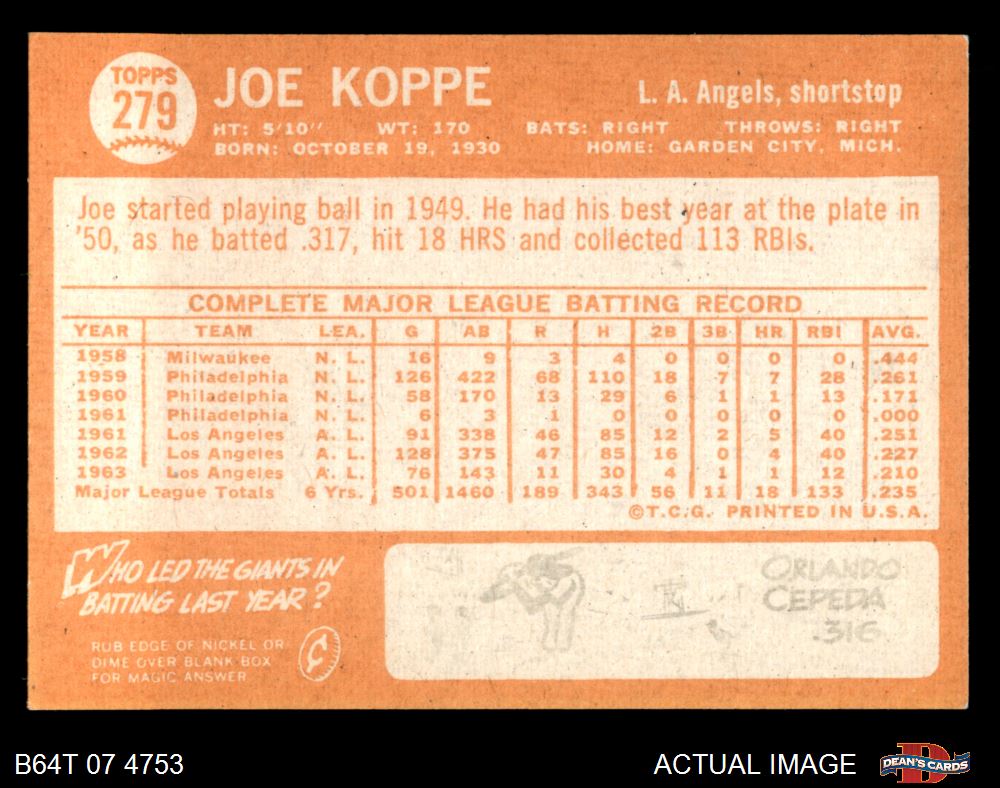 TOPPS
279
JOE KOPPE
L. A. Angels, shortstop
HT: 5'10" WT: 170 BATS: RIGHT THROWS: RIGHT
BORN: OCTOBER 19, 1930 HOME: GARDEN CITY, MICH.
Joe started playing ball in 1949. He had his best year at the plate in
'50, as he batted .317, hit 18 HRS and collected 113 RBIs.
COMPLETE MAJOR LEAGUE BATTING RECORD
YEAR TEAM LEA. G AB R H 2B 3B HR RBI AVG.
1958 Milwaukee N. L. 16 9 3 4 0 0 0 0 .444
1959 Philadelphia N. L. 126 422 68 110 18 7 7 28 .261
1960 Philadelphia N. L. 58 170 13 29 6 1 1 13 .171
1961 Philadelphia N. L. 6 3 1 0 0 0 0 0 .000
1961 Los Angeles A. L. 91 338 46 85 12 2 5 40 .251
1962 Los Angeles A. L. 128 375 47 85 16 0 4 40 .227
1963 Los Angeles A. L. 76 143 11 30 4 1 1 12 .210
Major League Totals 6 Yrs. 501 1460 189 343 56 11 18 133 .235
©T.C.G. PRINTED IN U.S.A.
WHO LED THE GIANTS IN
BATTING LAST YEAR?
RUB EDGE OF NICKEL OR
DIME OVER BLANK BOX
FOR MAGIC ANSWER
ORLANDO
CEPEDA
.316
B64T 07 4753
ACTUAL IMAGE
DEAN'S CARDS